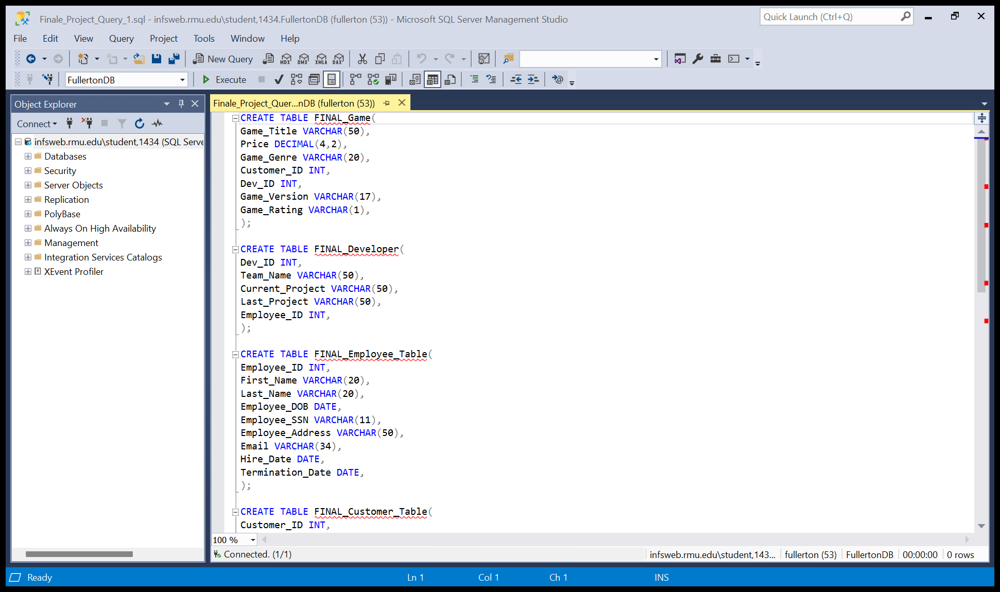 Finale_Project_Query_1.sql - infsweb.rmu.edu\student,1434.FullertonDB (fullerton (53)) - Microsoft SQL Server Management Studio
Quick Launch (Ctrl+Q)
File Edit View Query Project Tools Window Help
New Query MDX DMX XMLA DAX
FullertonDB Execute
Object Explorer
Finale_Project_Quer...nDB (fullerton (53))
Connect
infsweb.rmu.edu\student,1434 (SQL Serve
Databases
Security
Server Objects
Replication
PolyBase
Always On High Availability
Management
Integration Services Catalogs
XEvent Profiler
CREATE TABLE FINAL_Game(
Game_Title VARCHAR(50),
Price DECIMAL(4,2),
Game_Genre VARCHAR(20),
Customer_ID INT,
Dev_ID INT,
Game_Version VARCHAR(17),
Game_Rating VARCHAR(1),
);
CREATE TABLE FINAL_Developer(
Dev_ID INT,
Team_Name VARCHAR(50),
Current_Project VARCHAR(50),
Last_Project VARCHAR(50),
Employee_ID INT,
);
CREATE TABLE FINAL_Employee_Table(
Employee_ID INT,
First_Name VARCHAR(20),
Last_Name VARCHAR(20),
Employee_DOB DATE,
Employee_SSN VARCHAR(11),
Employee_Address VARCHAR(50),
Email VARCHAR(34),
Hire_Date DATE,
Termination_Date DATE,
);
CREATE TABLE FINAL_Customer_Table(
Customer_ID INT,
100 %
Connected. (1/1)
infsweb.rmu.edu\student,143... fullerton (53) FullertonDB 00:00:00 0 rows
Ready Ln 1 Col 1 Ch 1 INS